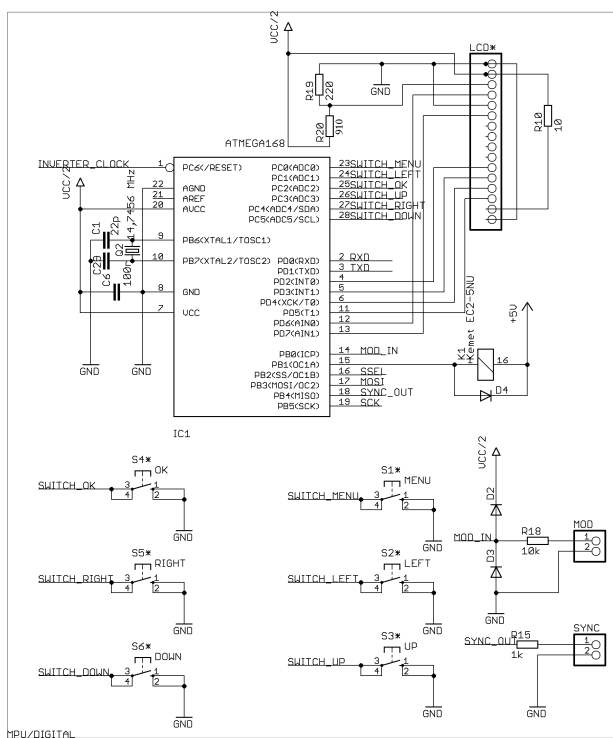 VCC/2
LCD*
R19
220
GND
R20
910
R10
10
ATMEGA168
INVERTER_CLOCK
1
PC6(/RESET)
PC0(ADC0)
23
SWITCH_MENU
PC1(ADC1)
24
SWITCH_LEFT
VCC/2
22
AGND
PC2(ADC2)
25
SWITCH_OK
21
AREF
PC3(ADC3)
26
SWITCH_UP
20
AVCC
PC4(ADC4/SDA)
27
SWITCH_RIGHT
PC5(ADC5/SCL)
28
SWITCH_DOWN
14,7456 MHz
C1
22p
9
PB6(XTAL1/TOSC1)
Q2
C29
10
PB7(XTAL2/TOSC2)
PD0(RXD)
2
RXD
PD1(TXD)
3
TXD
C6
100n
PD2(INT0)
4
8
GND
PD3(INT1)
5
PD4(XCK/T0)
6
7
VCC
PD5(T1)
11
PD6(AIN0)
12
PD7(AIN1)
13
+5V
K1
Kemet EC2-5NU
16
GND
GND
PB0(ICP)
14
MOD_IN
PB1(OC1A)
15
PB2(SS/OC1B)
16
SSEL
PB3(MOSI/OC2)
17
MOSI
PB4(MISO)
18
SYNC_OUT
PB5(SCK)
19
SCK
D4
IC1
S4*
OK
SWITCH_OK
3
1
4
2
GND
S1*
MENU
SWITCH_MENU
3
1
4
2
GND
VCC/2
D2
MOD_IN
R18
10k
MOD
1
2
D3
GND
S5*
RIGHT
SWITCH_RIGHT
3
1
4
2
GND
S2*
LEFT
SWITCH_LEFT
3
1
4
2
GND
SYNC_OUT
R15
1k
SYNC
1
2
GND
S6*
DOWN
SWITCH_DOWN
3
1
4
2
GND
S3*
UP
SWITCH_UP
3
1
4
2
GND
MPU/DIGITAL